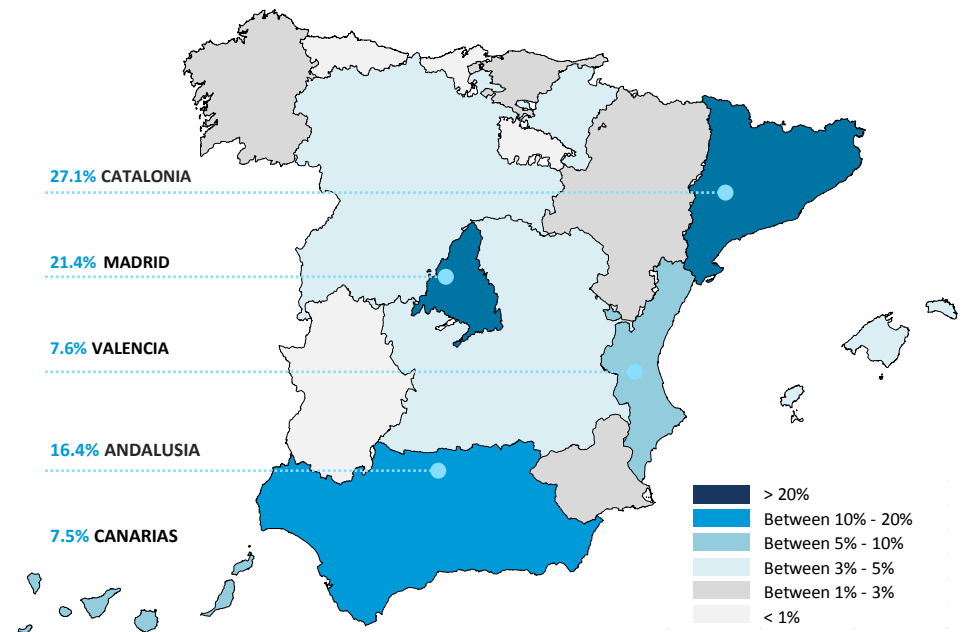 27.1% CATALONIA
21.4% MADRID
7.6% VALENCIA
16.4% ANDALUSIA
7.5% CANARIAS
> 20%
Between 10% - 20%
Between 5% - 10%
Between 3% - 5%
Between 1% - 3%
< 1%